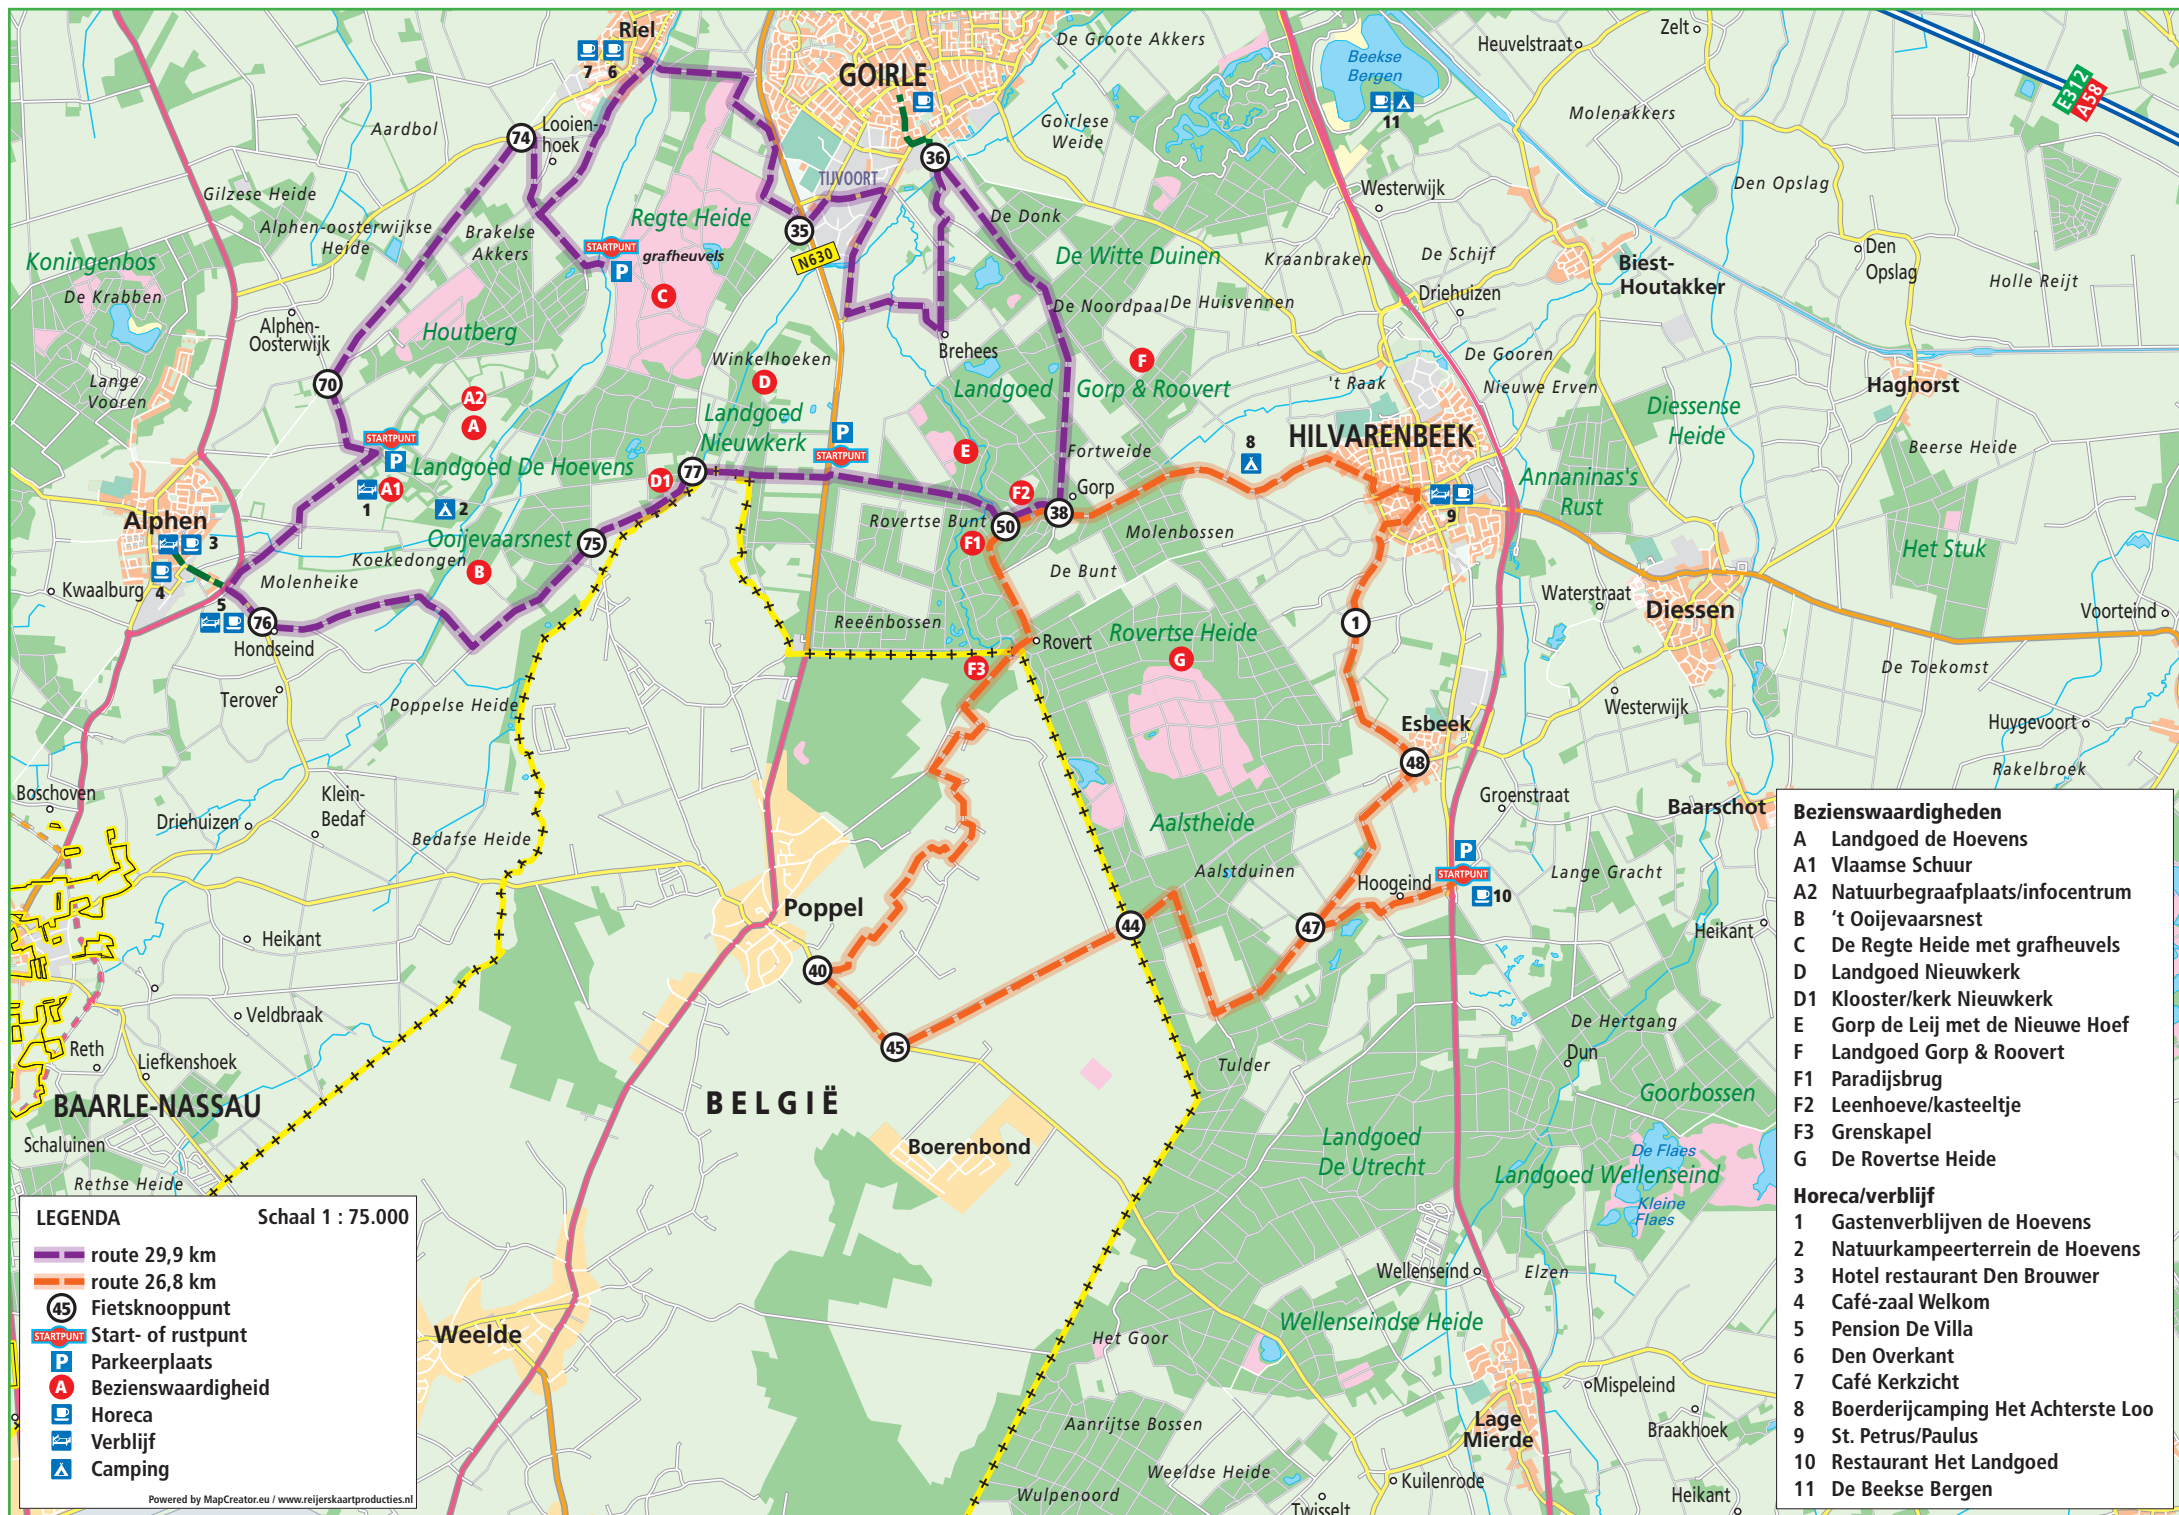 Riel
7 6
GOIRLE
De Groote Akkers
Beekse
Bergen
11
Heuvelstraat
Zelt
E312
A58
Molenakkers
Aardbol
74
Looien-
hoek
Goirlese
Weide
36
TIJVOORT
Westerwijk
Den Opslag
Gilzese Heide
Alphen-oosterwijkse
Heide
Brakelse
Akkers
Regte Heide
STARTPUNT
P
grafheuvels
C
35
N630
De Donk
De Witte Duinen
Kraanbraken
De Schijf
Biest-
Houtakker
Den
Opslag
Holle Reijt
Koningenbos
De Krabben
Driehuizen
De Noordpaal
De Huisvennen
Alphen-
Oosterwijk
Houtberg
Winkelhoeken
D
Brehees
F
De Gooren
Lange
Vooren
70
A2
A
Landgoed
Nieuwkerk
Landgoed
Gorp & Roovert
't Raak
Nieuwe Erven
Haghorst
Diessense
Heide
STARTPUNT
P
Landgoed De Hoevens
A1
1
2
P
STARTPUNT
E
Fortweide
8
HILVARENBEEK
Beerse Heide
Annaninas's
Rust
77
D1
F2
Gorp
38
50
Rovertse Bunt
F1
Molenbossen
9
Alphen
3
4
Ooijevaarsnest
75
B
Koekedongen
Molenheike
Kwaalburg
5
76
Hondseind
De Bunt
Het Stuk
Waterstraat
Diessen
Voorteind
Reeënbossen
Rovert
Rovertse Heide
G
1
F3
De Toekomst
Terover
Poppelse Heide
Westerwijk
Esbeek
48
Huygevoort
Rakelbroek
Boschoven
Driehuizen
Klein-
Bedaf
Bedafse Heide
Aalstheide
Groenstraat
Baarschot
Aalstduinen
Hoogeind
P
STARTPUNT
10
Lange Gracht
Poppel
44
47
Heikant
Heikant
40
Veldbraak
45
De Hertgang
Reth
Liefkenshoek
Tulder
Dun
BAARLE-NASSAU
BELGIË
Goorbossen
Schaluinen
Boerenbond
Landgoed
De Utrecht
De Flaes
Landgoed Wellenseind
Kleine
Flaes
Rethse Heide
Wellenseind
Elzen
Weelde
Het Goor
Wellenseindse Heide
Mispeleind
Aanrijtse Bossen
Lage
Mierde
Braakhoek
Weeldse Heide
Kuilenrode
Wulpenoord
Twisselt
Heikant
LEGENDA
Schaal 1 : 75.000
route 29,9 km
route 26,8 km
45 Fietsknooppunt
STARTPUNT Start- of rustpunt
P Parkeerplaats
A Bezienswaardigheid
Horeca
Verblijf
Camping
Powered by MapCreator.eu / www.reijerskaartproducties.nl
Bezienswaardigheden
A Landgoed de Hoevens
A1 Vlaamse Schuur
A2 Natuurbegraafplaats/infocentrum
B 't Ooijevaarsnest
C De Regte Heide met grafheuvels
D Landgoed Nieuwkerk
D1 Klooster/kerk Nieuwkerk
E Gorp de Leij met de Nieuwe Hoef
F Landgoed Gorp & Roovert
F1 Paradijsbrug
F2 Leenhoeve/kasteeltje
F3 Grenskapel
G De Rovertse Heide
Horeca/verblijf
1 Gastenverblijven de Hoevens
2 Natuurkampeerterrein de Hoevens
3 Hotel restaurant Den Brouwer
4 Café-zaal Welkom
5 Pension De Villa
6 Den Overkant
7 Café Kerkzicht
8 Boerderijcamping Het Achterste Loo
9 St. Petrus/Paulus
10 Restaurant Het Landgoed
11 De Beekse Bergen